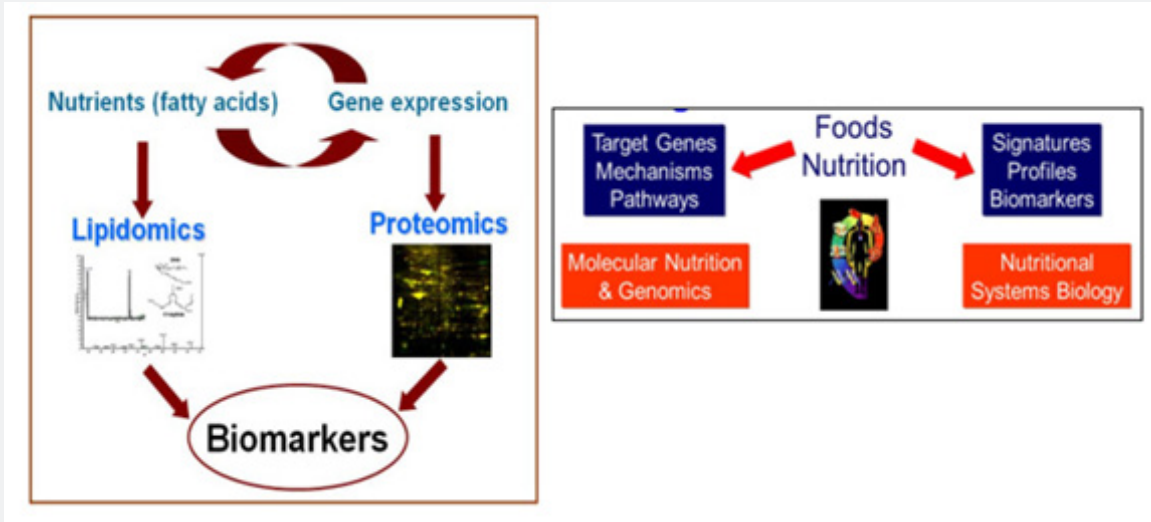 Nutrients (fatty acids)
Gene expression
Lipidomics
Proteomics
Biomarkers
Foods
Nutrition
Target Genes
Mechanisms
Pathways
Signatures
Profiles
Biomarkers
Molecular Nutrition
& Genomics
Nutritional
Systems Biology